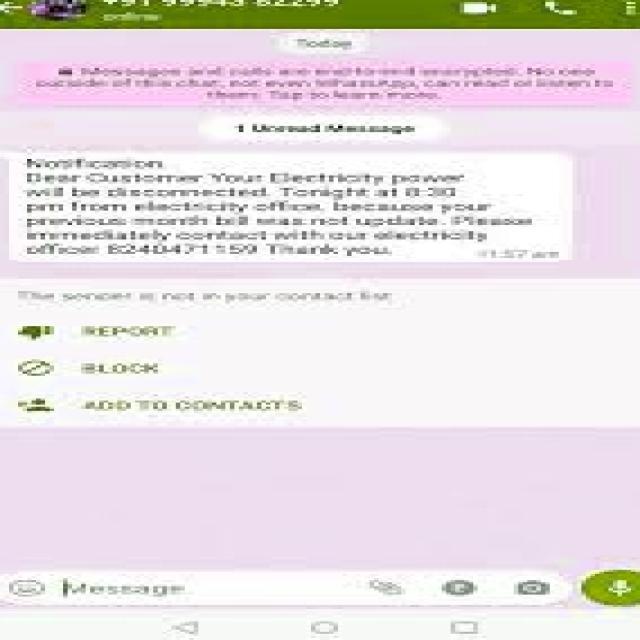 online
Today
Messages and calls are end-to-end encrypted. No one
outside of this chat, not even WhatsApp, can read or listen to
them. Tap to learn more.
1 Unread Message
Notification
Dear Customer Your Electricity power
will be disconnected. Tonight at 8:30
pm from electricity office. because your
previous month bill was not update. Please
immediately contact with our electricity
officer 8240471159 Thank you.
11:57 am
The sender is not in your contact list
REPORT
BLOCK
ADD TO CONTACTS
Message